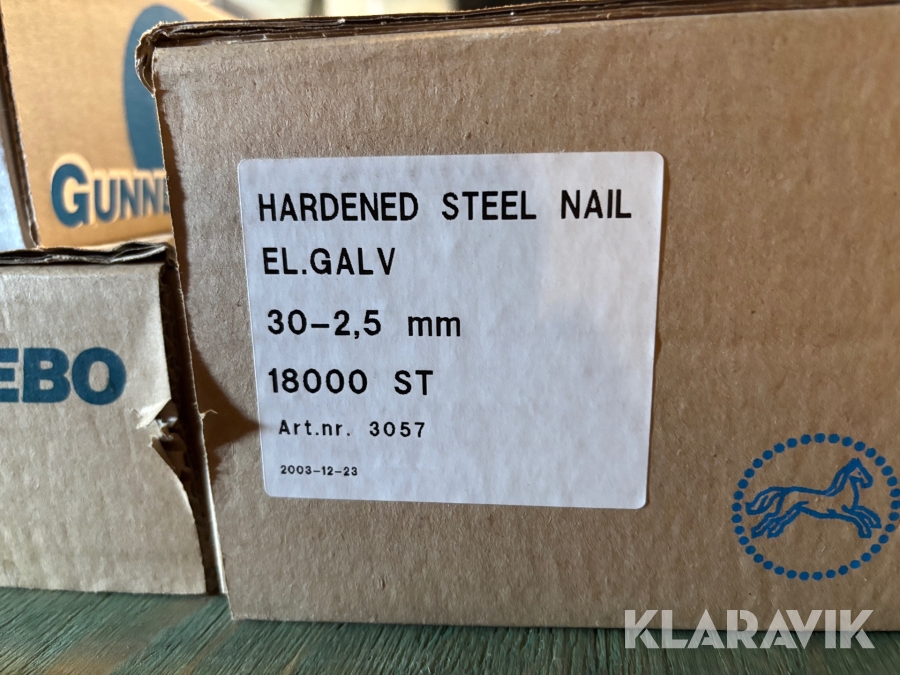 GUNNE
EBO
HARDENED STEEL NAIL
EL.GALV
30-2,5 mm
18000 ST
Art.nr. 3057
2003-12-23
KLARAVIK